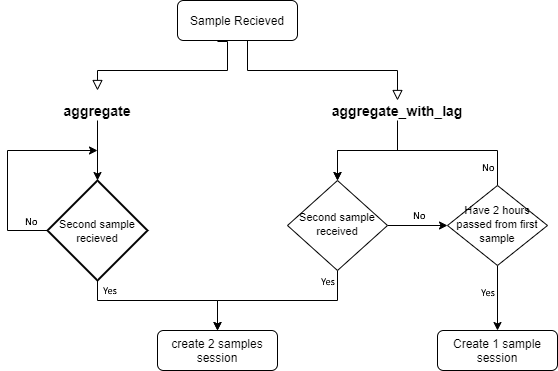 Sample Recieved
aggregate
aggregate_with_lag
No
Second sample
recieved
Second sample
received
No
No
Have 2 hours
passed from first
sample
Yes
Yes
Yes
create 2 samples
session
Create 1 sample
session